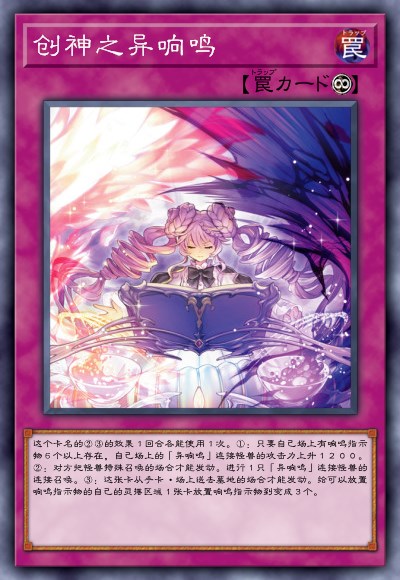 创神之异响鸣
トラップ
罠
トラップ
【罠カード】
这个卡名的②③的效果1回合各能使用1次。①：只要自己场上有响鸣指示
物6个以上存在，自己场上的「异响鸣」连接怪兽的攻击力上升1200。
②：对方把怪兽特殊召唤的场合才能发动。进行1只「异响鸣」连接怪兽的
连接召唤。③：这张卡从手卡·场上送去墓地的场合才能发动。给可以放置
响鸣指示物的自己的灵摆区域1张卡放置响鸣指示物到变成3个。